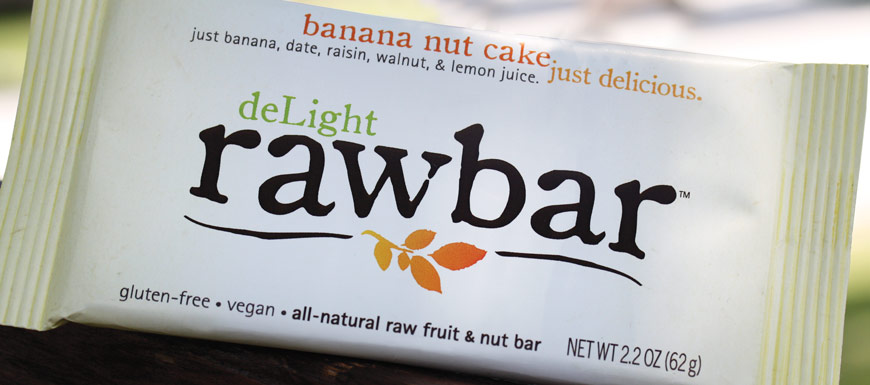 banana nut cake.
just banana, date, raisin, walnut, & lemon juice. just delicious.
deLight
rawbar™
gluten-free • vegan • all-natural raw fruit & nut bar NET WT 2.2 OZ (62g)